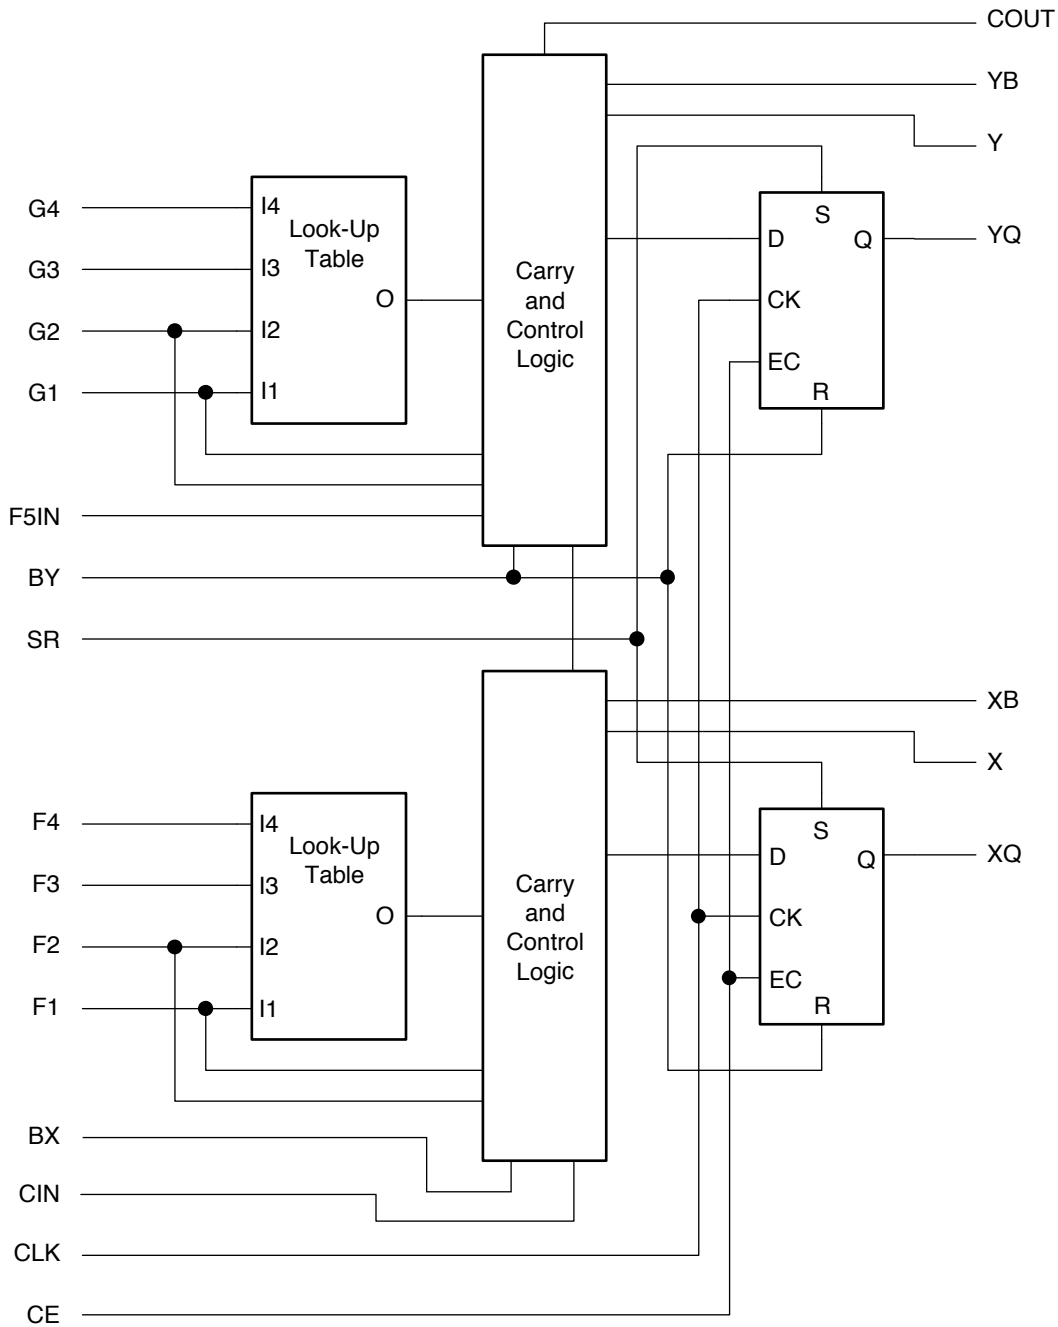 COUT
YB
Y
G4
I4
Look-Up
Table
S
D
Q
YQ
G3
I3
Carry
and
Control
Logic
O
CK
G2
I2
EC
G1
I1
R
F5IN
BY
SR
XB
X
F4
I4
Look-Up
Table
S
D
Q
XQ
F3
I3
Carry
and
Control
Logic
O
CK
F2
I2
EC
F1
I1
R
BX
CIN
CLK
CE